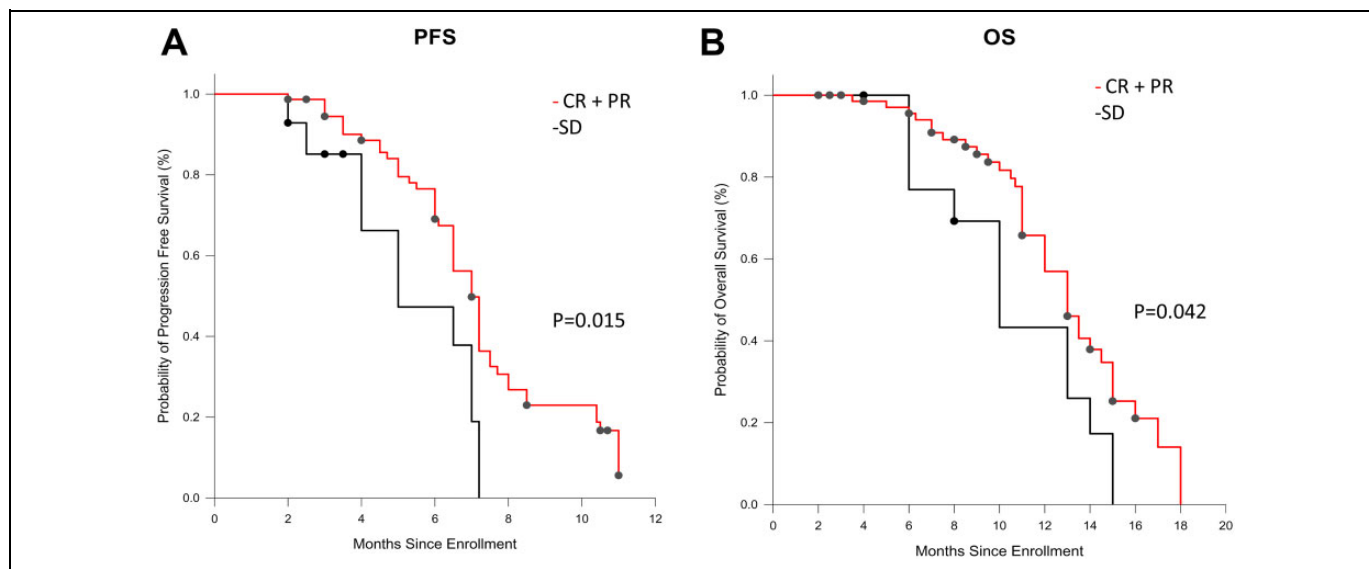 A
PFS
Probability of Progression Free Survival (%)
1.0
0.8
0.6
0.4
0.2
0.0
- CR + PR
-SD
P=0.015
0 2 4 6 8 10 12
Months Since Enrollment
B
OS
Probability of Overall Survival (%)
1.0
0.8
0.6
0.4
0.2
0.0
- CR + PR
-SD
P=0.042
0 2 4 6 8 10 12 14 16 18 20
Months Since Enrollment